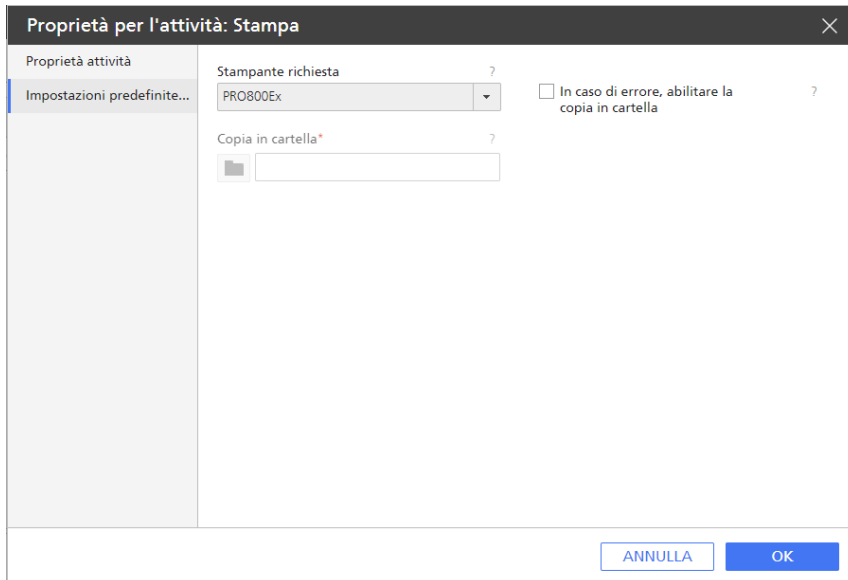 Proprietà per l'attività: Stampa
Proprietà attività
Impostazioni predefinite...
Stampante richiesta ?
PRO800Ex
In caso di errore, abilitare la ?
copia in cartella
Copia in cartella* ?
ANNULLA
OK